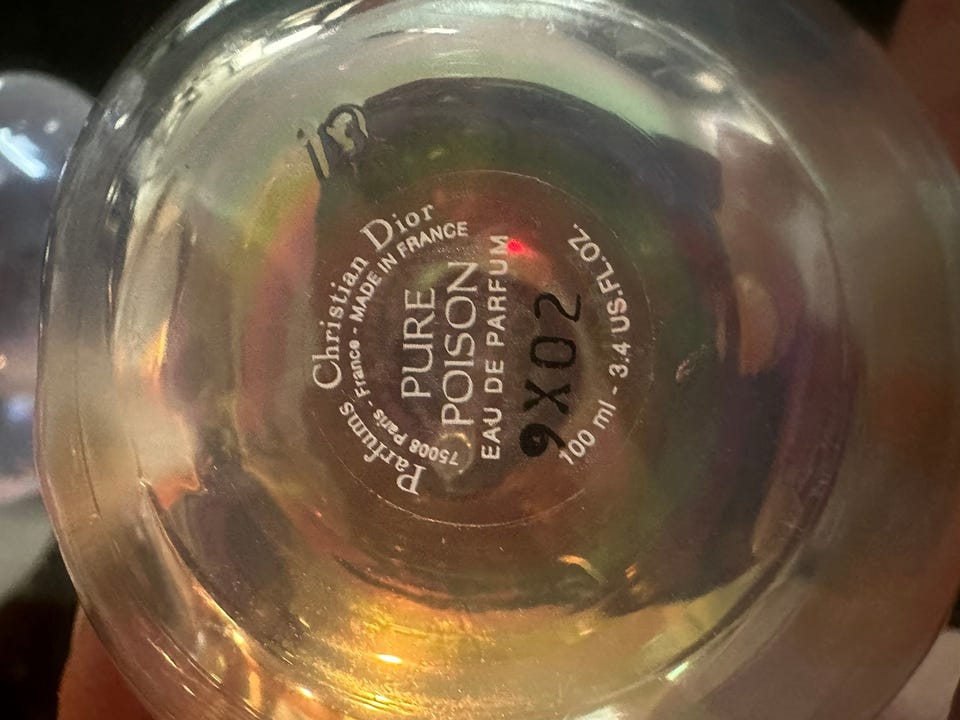 Parfums Christian Dior
75008 Paris - France - MADE IN FRANCE
PURE
POISON
EAU DE PARFUM
9X02
100 ml - 3.4 US.FL.OZ.